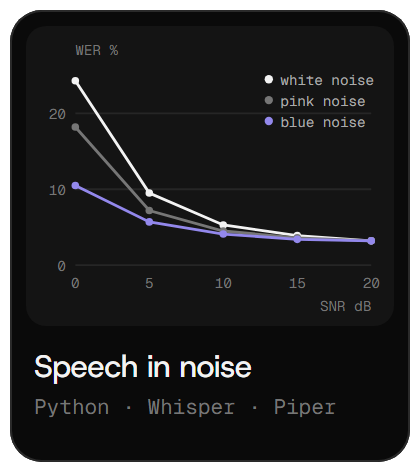 WER %
white noise
pink noise
blue noise
20
10
0
0 5 10 15 20
SNR dB
Speech in noise
Python · Whisper · Piper